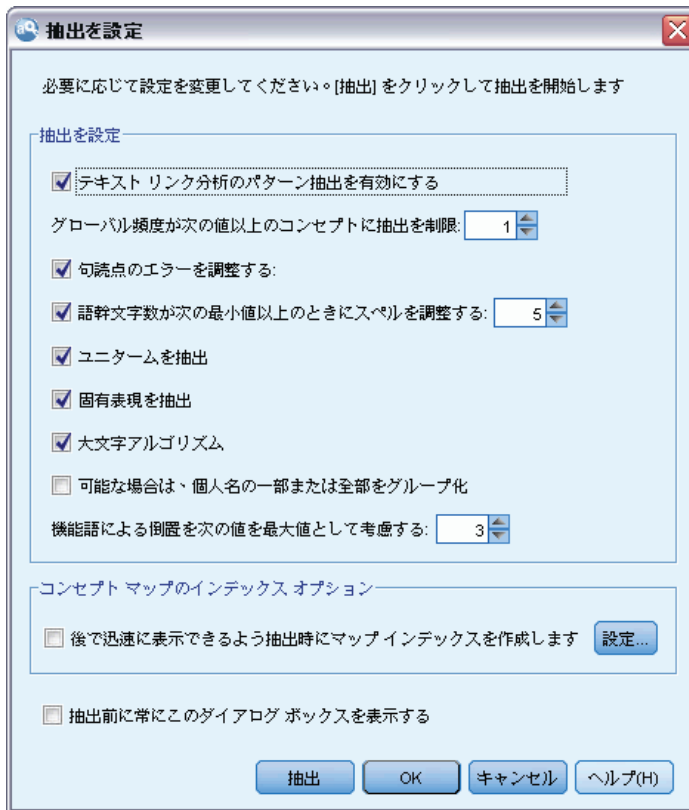 抽出を設定
必要に応じて設定を変更してください。[抽出] をクリックして抽出を開始します
抽出を設定
テキスト リンク分析のパターン抽出を有効にする
グローバル頻度が次の値以上のコンセプトに抽出を制限: 1
句読点のエラーを調整する:
語幹文字数が次の最小値以上のときにスペルを調整する: 5
ユニタームを抽出
固有表現を抽出
大文字アルゴリズム
可能な場合は、個人名の一部または全部をグループ化
機能語による倒置を次の値を最大値として考慮する: 3
コンセプト マップのインデックス オプション
後で迅速に表示できるよう抽出時にマップ インデックスを作成します 設定...
抽出前に常にこのダイアログ ボックスを表示する
抽出 OK キャンセル ヘルプ(H)